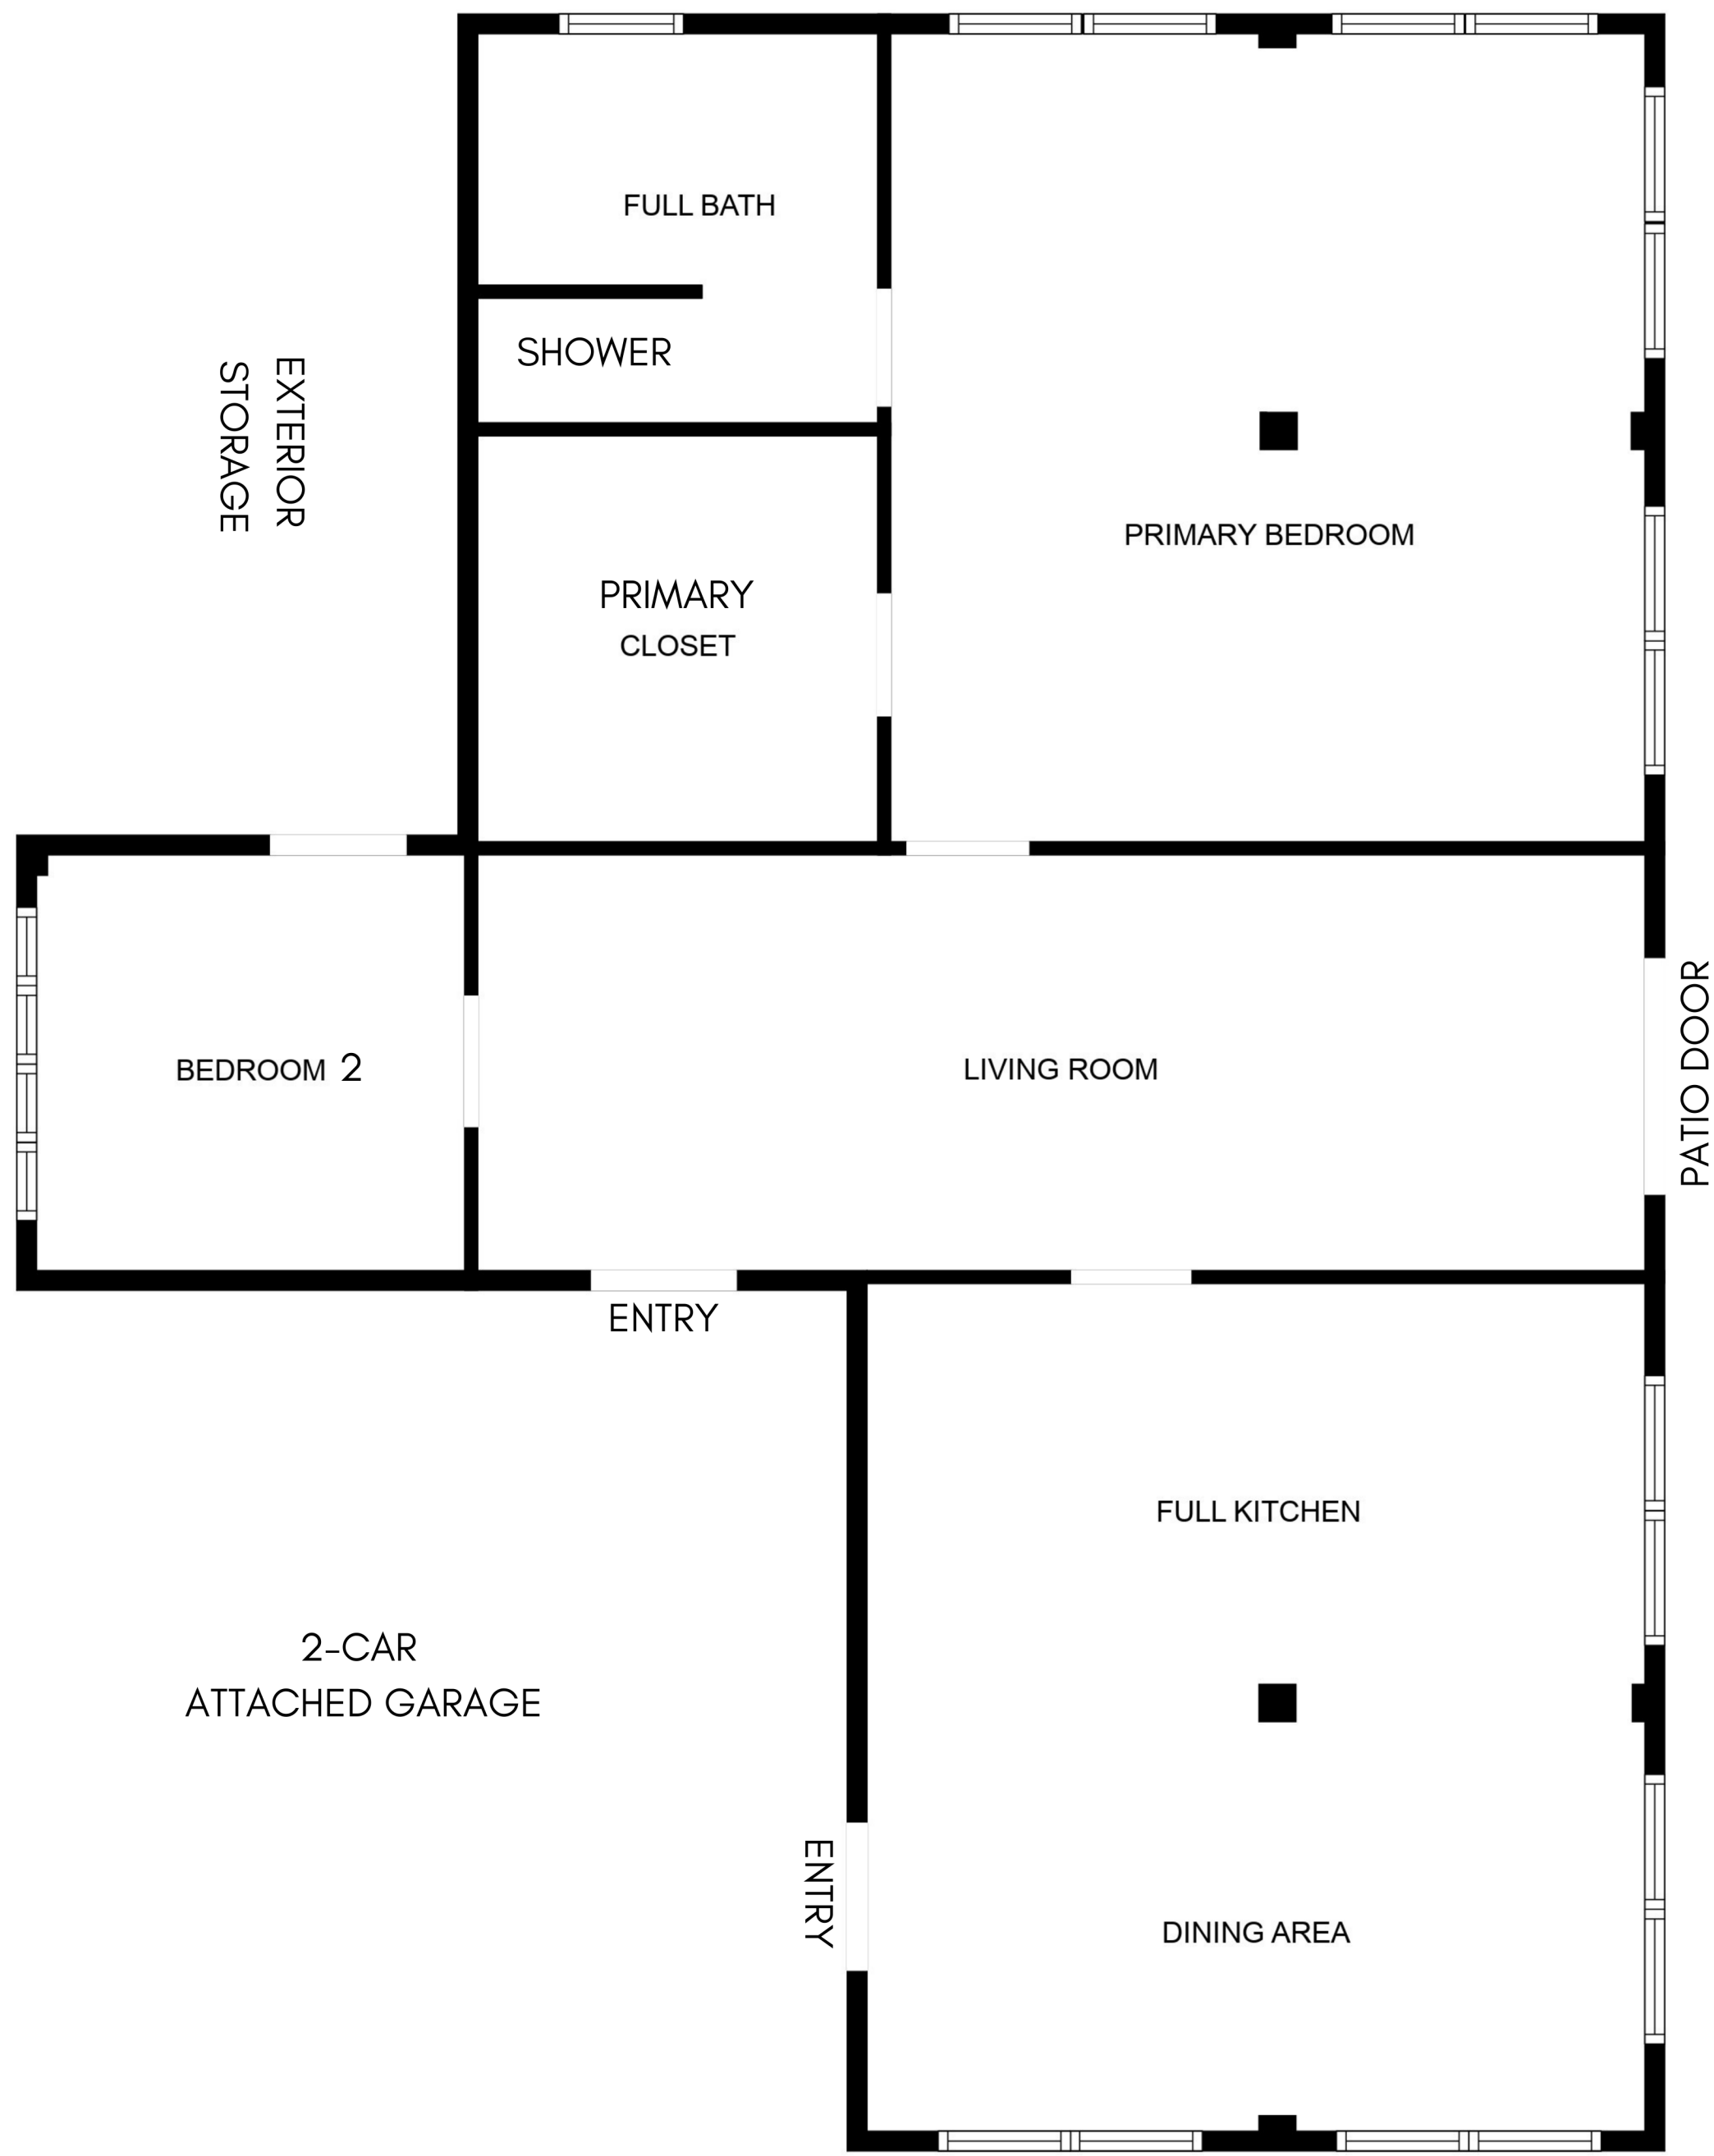 FULL BATH
SHOWER
EXTERIOR
STORAGE
PRIMARY BEDROOM
PRIMARY
CLOSET
BEDROOM 2
LIVING ROOM
PATIO DOOR
ENTRY
FULL KITCHEN
2-CAR
ATTACHED GARAGE
ENTRY
DINING AREA